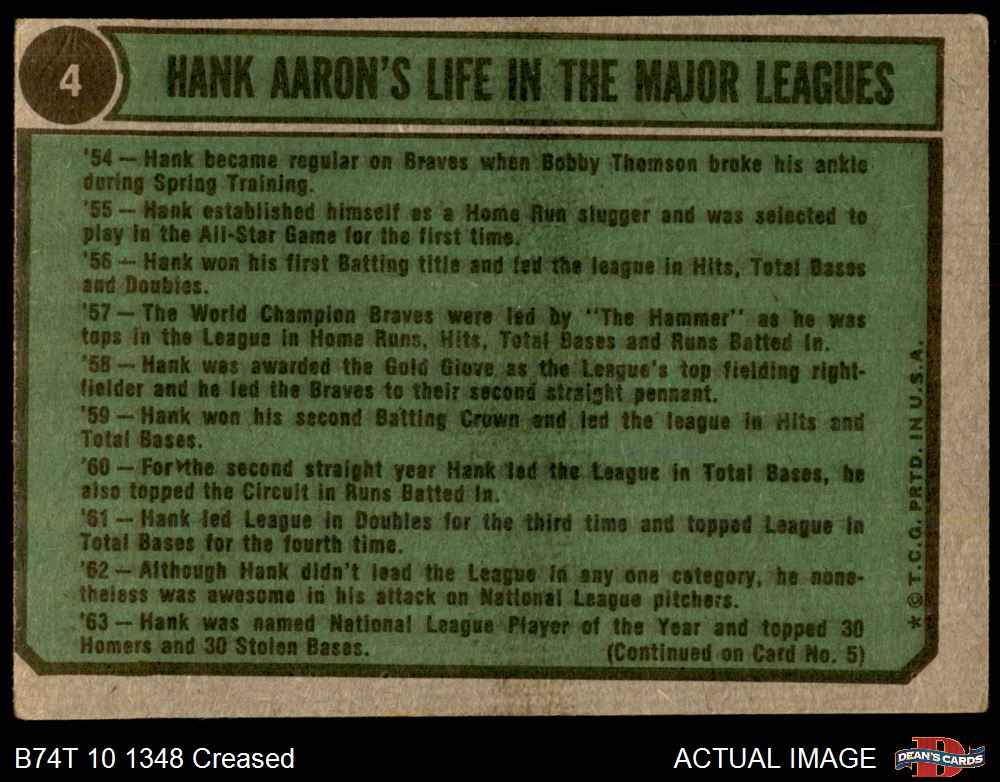 4
HANK AARON'S LIFE IN THE MAJOR LEAGUES
'54 — Hank became regular on Braves when Bobby Thomson broke his ankle
during Spring Training.
'55 — Hank established himself as a Home Run slugger and was selected to
play in the All-Star Game for the first time.
'56 — Hank won his first Batting title and led the league in Hits, Total Bases
and Doubles.
'57 — The World Champion Braves were led by "The Hammer" as he was
tops in the League in Home Runs, Hits, Total Bases and Runs Batted In.
'58 — Hank was awarded the Gold Glove as the League's top fielding right-
fielder and he led the Braves to their second straight pennant.
'59 — Hank won his second Batting Crown and led the league in Hits and
Total Bases.
'60 — For the second straight year Hank led the League in Total Bases, he
also topped the Circuit in Runs Batted In.
'61 — Hank led League in Doubles for the third time and topped League in
Total Bases for the fourth time.
'62 — Although Hank didn't lead the League in any one category, he none-
theless was awesome in his attack on National League pitchers.
'63 — Hank was named National League Player of the Year and topped 30
Homers and 30 Stolen Bases. (Continued on Card No. 5)
* © T.C.G. PRTD. IN U.S.A.
B74T 10 1348 Creased
ACTUAL IMAGE
D
DEAN'S CARDS